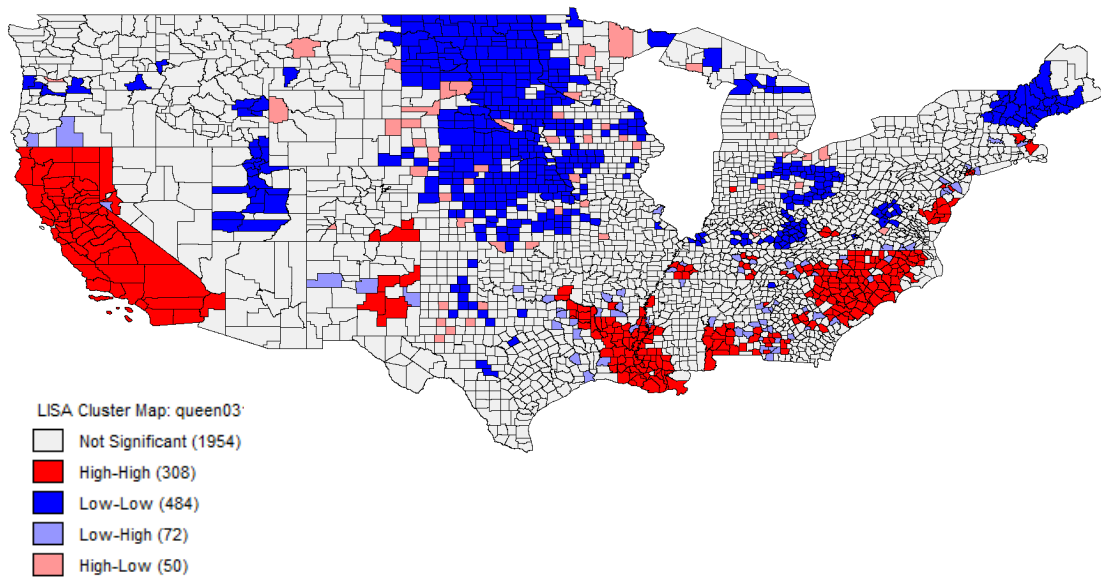 LISA Cluster Map: queen03
Not Significant (1954)
High-High (308)
Low-Low (484)
Low-High (72)
High-Low (50)